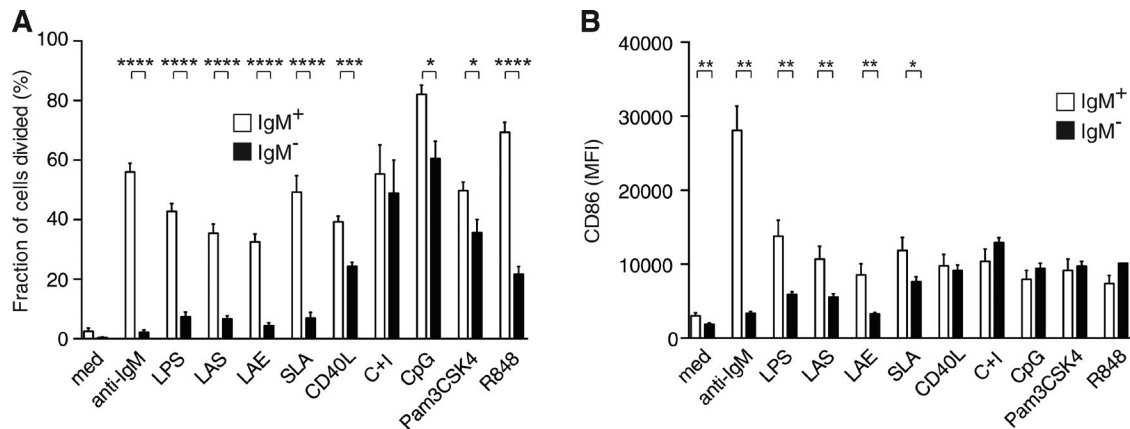 A
100
80
60
40
20
0
Fraction of cells divided (%)
**** **** **** **** **** *** * * ****
IgM+
IgM-
med anti-IgM LPS LAS LAE SLA CD40L C+I CpG Pam3CSK4 R848
B
40000
30000
20000
10000
0
CD86 (MFI)
** ** ** ** ** *
IgM+
IgM-
med anti-IgM LPS LAS LAE SLA CD40L C+I CpG Pam3CSK4 R848